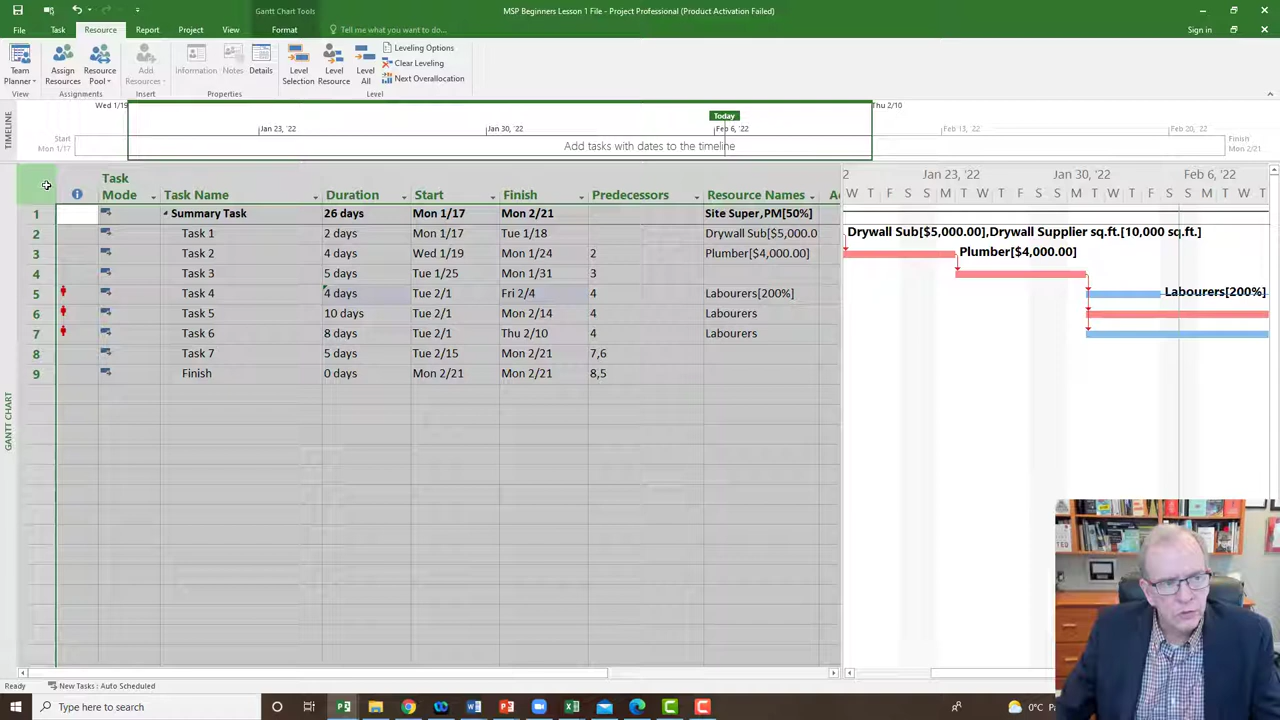 Gantt Chart Tools
MSP Beginners Lesson 1 File - Project Professional (Product Activation Failed)
File Task Resource Report Project View Format Tell me what you want to do... Sign in
Team Planner
Assign Resources
Resource Pool
Add Resources
Information
Notes
Details
Level Selection
Level Resource
Level All
Leveling Options
Clear Leveling
Next Overallocation
View Assignments Insert Properties Level
TIMELINE
Wed 1/19
Thu 2/10
Today
Jan 23, '22 Jan 30, '22 Feb 6, '22 Feb 13, '22 Feb 20, '22
Start
Mon 1/17
Add tasks with dates to the timeline
Finish
Mon 2/21
GANTT CHART
Task Mode Task Name Duration Start Finish Predecessors Resource Names
1 Summary Task 26 days Mon 1/17 Mon 2/21 Site Super,PM[50%]
2 Task 1 2 days Mon 1/17 Tue 1/18 Drywall Sub[$5,000.0
3 Task 2 4 days Wed 1/19 Mon 1/24 2 Plumber[$4,000.00]
4 Task 3 5 days Tue 1/25 Mon 1/31 3
5 Task 4 4 days Tue 2/1 Fri 2/4 4 Labourers[200%]
6 Task 5 10 days Tue 2/1 Mon 2/14 4 Labourers
7 Task 6 8 days Tue 2/1 Thu 2/10 4 Labourers
8 Task 7 5 days Tue 2/15 Mon 2/21 7,6
9 Finish 0 days Mon 2/21 Mon 2/21 8,5
2 Jan 23, '22 Jan 30, '22 Feb 6, '22
W T F S S M T W T F S S M T W T F S S M T
Drywall Sub[$5,000.00],Drywall Supplier sq.ft.[10,000 sq.ft.]
Plumber[$4,000.00]
Labourers[200%]
Ready New Tasks : Auto Scheduled
Type here to search
0°C